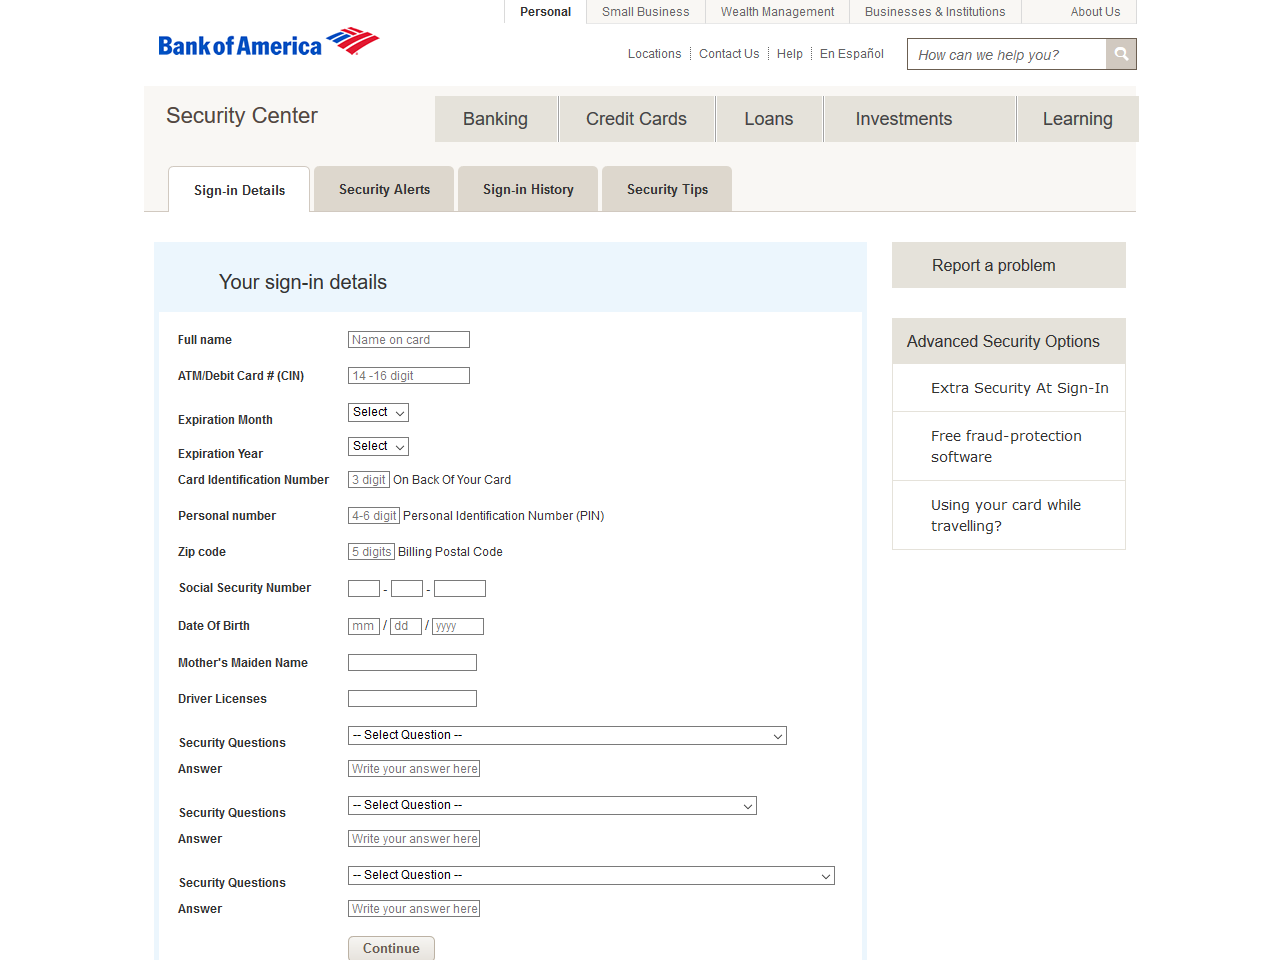 Personal Small Business Wealth Management Businesses & Institutions About Us
Bank of America
Locations Contact Us Help En Español How can we help you?
Security Center
Banking Credit Cards Loans Investments Learning
Sign-in Details Security Alerts Sign-in History Security Tips
Your sign-in details
Full name Name on card
ATM/Debit Card # (CIN) 14 -16 digit
Expiration Month Select
Expiration Year Select
Card Identification Number 3 digit On Back Of Your Card
Personal number 4-6 digit Personal Identification Number (PIN)
Zip code 5 digits Billing Postal Code
Social Security Number - -
Date Of Birth mm / dd / yyyy
Mother's Maiden Name
Driver Licenses
Security Questions -- Select Question --
Answer Write your answer here
Security Questions -- Select Question --
Answer Write your answer here
Security Questions -- Select Question --
Answer Write your answer here
Continue
Report a problem
Advanced Security Options
Extra Security At Sign-In
Free fraud-protection
software
Using your card while
travelling?